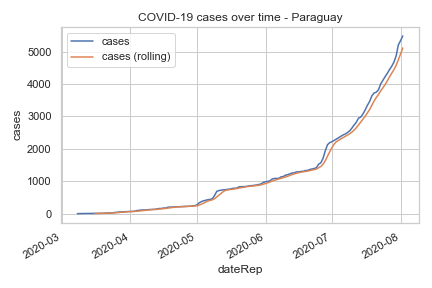 COVID-19 cases over time - Paraguay
cases
cases (rolling)
5000
4000
3000
2000
1000
0
cases
2020-03
2020-04
2020-05
2020-06
2020-07
2020-08
dateRep